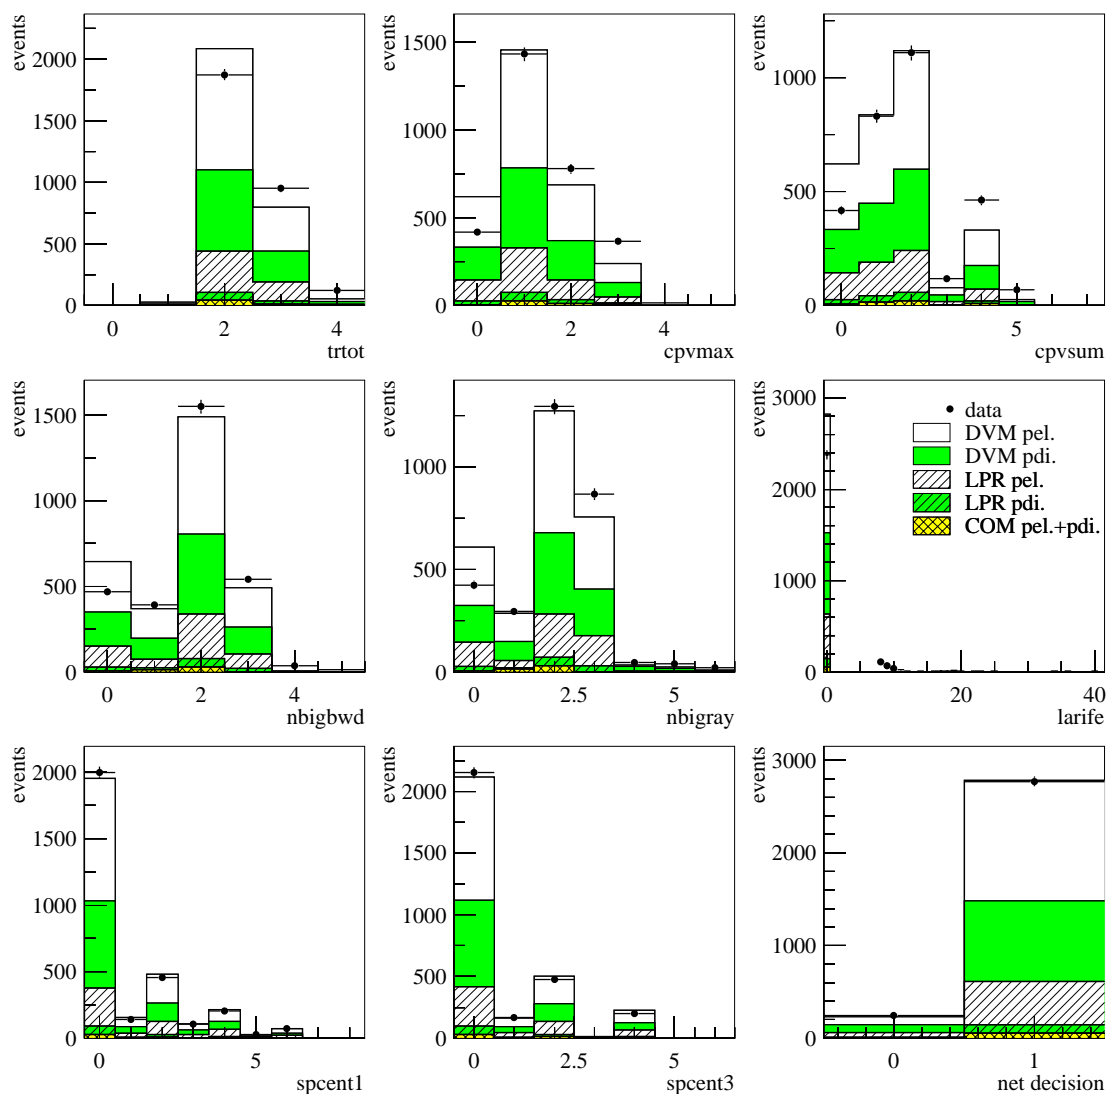 events
2000
1500
1000
500
0
0 2 4
trtot
events
1500
1000
500
0
0 2 4
cpvmax
events
1000
500
0
0 5
cpvsum
events
1500
1000
500
0
0 2 4
nbigbwd
events
1000
500
0
0 2.5 5
nbigray
events
3000
2000
1000
0
0 20 40
larife
data
DVM pel.
DVM pdi.
LPR pel.
LPR pdi.
COM pel.+pdi.
events
2000
1500
1000
500
0
0 5
spcent1
events
2000
1500
1000
500
0
0 2.5 5
spcent3
events
3000
2000
1000
0
0 1
net decision